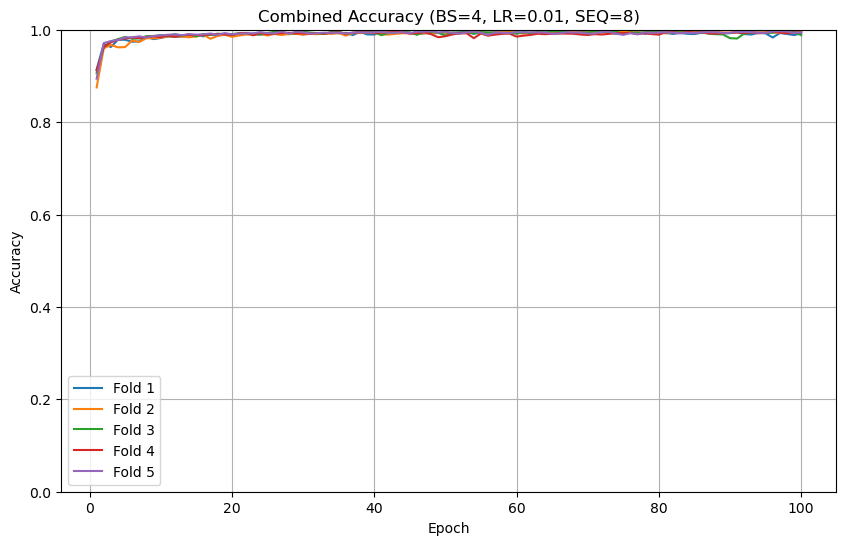 Combined Accuracy (BS=4, LR=0.01, SEQ=8)
1.0
0.8
0.6
0.4
0.2
0.0
Accuracy
Fold 1
Fold 2
Fold 3
Fold 4
Fold 5
0 20 40 60 80 100
Epoch